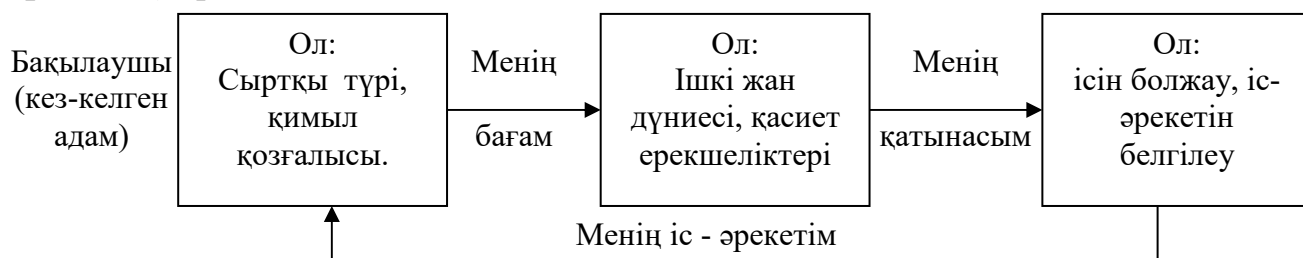 Бақылаушы
(кез-келген
адам)
Ол:
Сыртқы түрі,
қимыл
қозғалысы.
Менің
бағам
Ол:
Ішкі жан
дүниесі, қасиет
ерекшеліктері
Менің
қатынасым
Ол:
ісін болжау, іс-
әрекетін
белгілеу
Менің іс - әрекетім